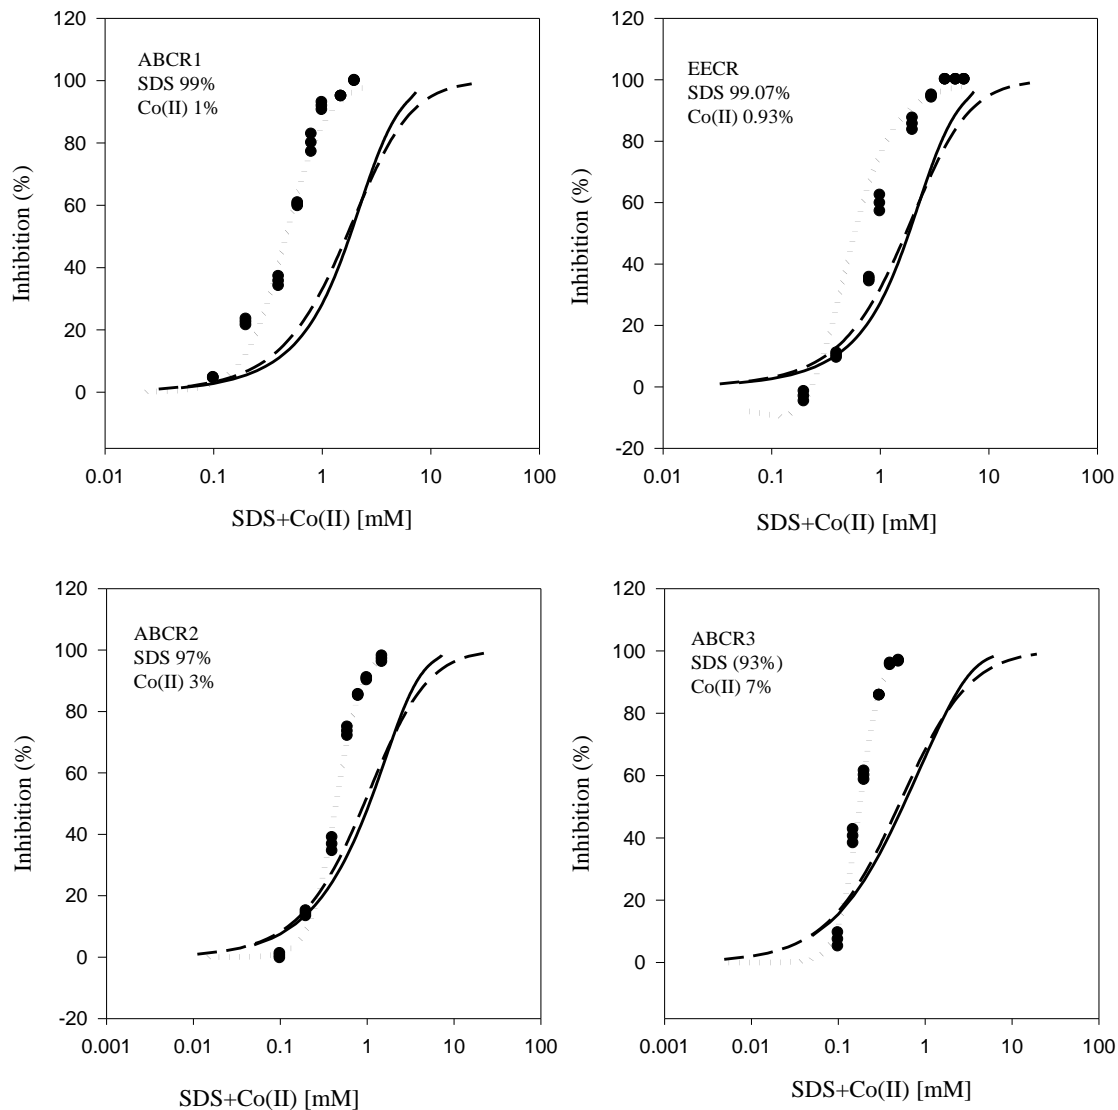 120
100
80
60
40
20
0
ABCR1
SDS 99%
Co(II) 1%
Inhibition (%)
0.01
0.1
1
10
100
SDS+Co(II) [mM]
120
100
80
60
40
20
0
-20
EECR
SDS 99.07%
Co(II) 0.93%
Inhibition (%)
0.01
0.1
1
10
100
SDS+Co(II) [mM]
120
100
80
60
40
20
0
-20
ABCR2
SDS 97%
Co(II) 3%
Inhibition (%)
0.001
0.1
1
10
100
SDS+Co(II) [mM]
120
100
80
60
40
20
0
ABCR3
SDS (93%)
Co(II) 7%
Inhibition (%)
0.001
0.01
0.1
1
10
100
SDS+Co(II) [mM]